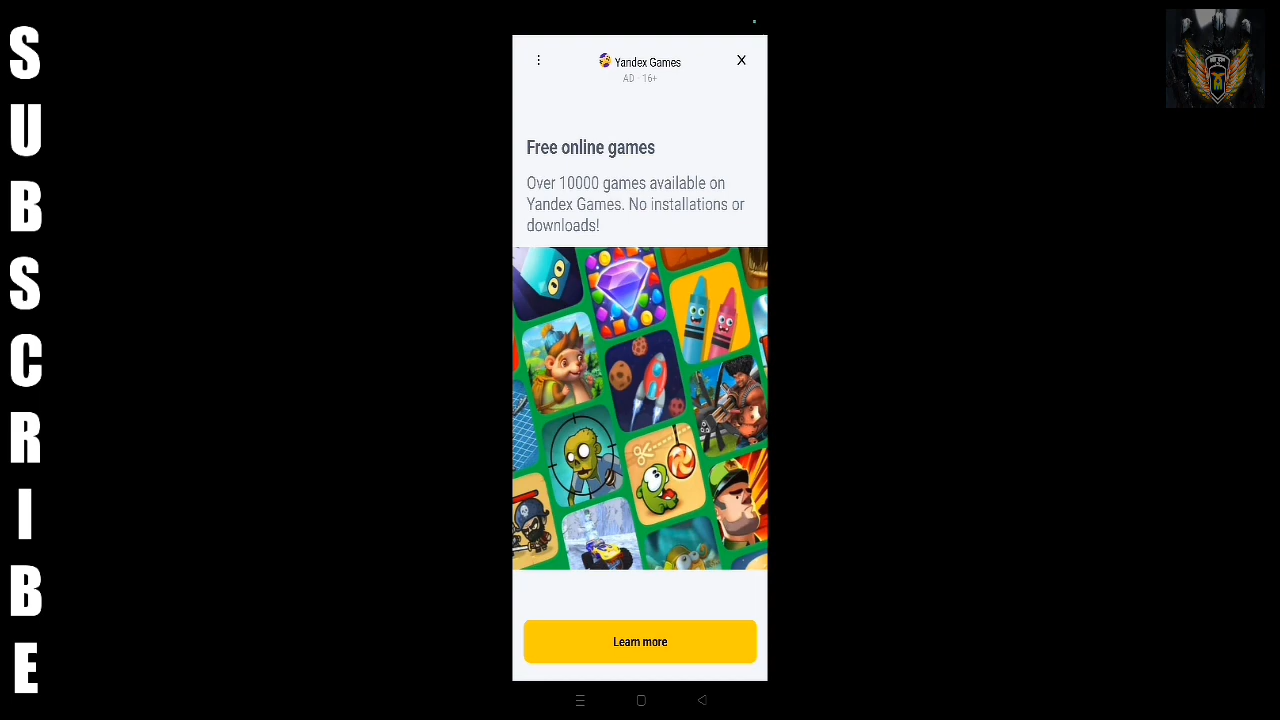 SUBSCRIBE
Yandex Games
AD · 16+
Free online games
Over 10000 games available on
Yandex Games. No installations or
downloads!
Learn more